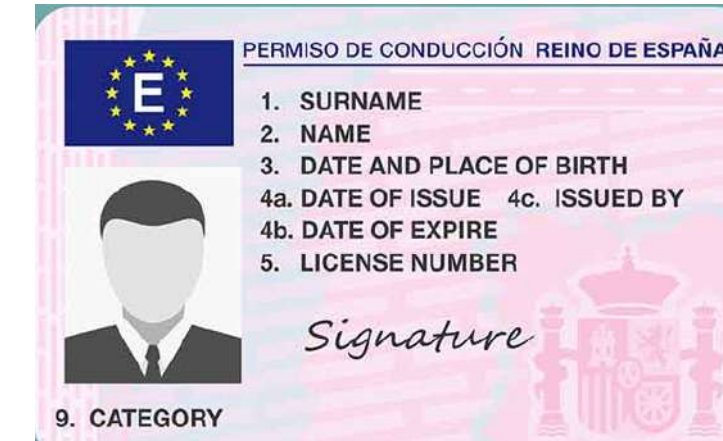 E
PERMISO DE CONDUCCIÓN REINO DE ESPAÑA
1. SURNAME
2. NAME
3. DATE AND PLACE OF BIRTH
4a. DATE OF ISSUE 4c. ISSUED BY
4b. DATE OF EXPIRE
5. LICENSE NUMBER
Signature
9. CATEGORY